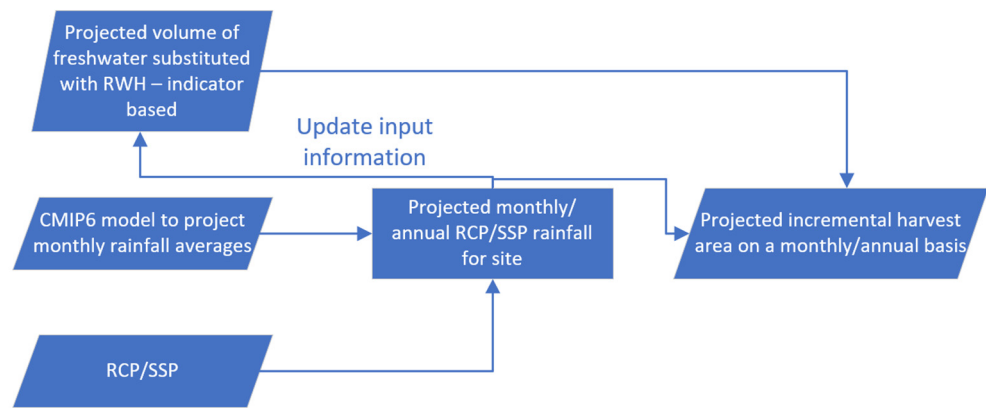 Projected volume of
freshwater substituted
with RWH – indicator
based
Update input
information
CMIP6 model to project
monthly rainfall averages
Projected monthly/
annual RCP/SSP rainfall
for site
Projected incremental harvest
area on a monthly/annual basis
RCP/SSP